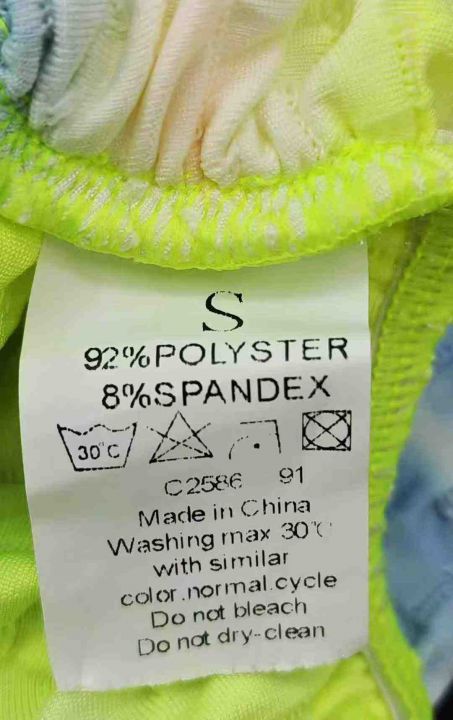 S
92%POLYSTER
8%SPANDEX
30°C
C2586 91
Made in China
Washing max 30℃
with similar
color.normal.cycle
Do not bleach
Do not dry-clean